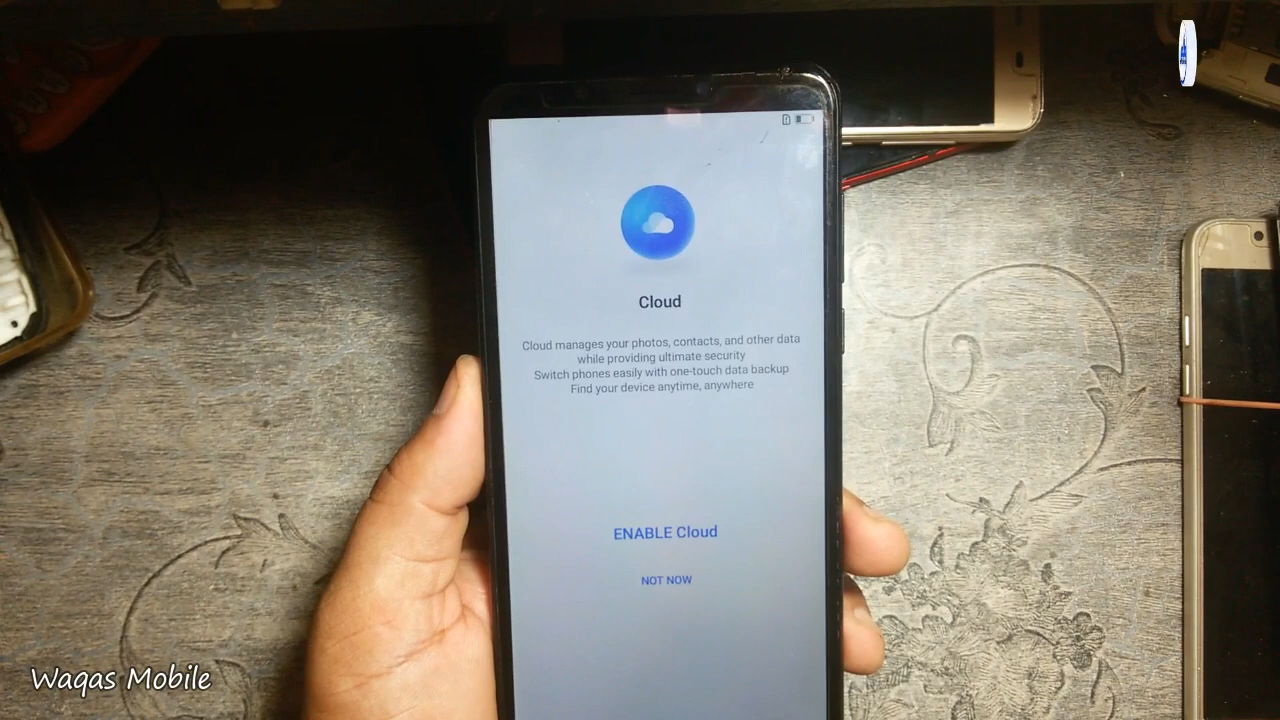 Cloud
Cloud manages your photos, contacts, and other data
while providing ultimate security
Switch phones easily with one-touch data backup
Find your device anytime, anywhere
ENABLE Cloud
NOT NOW
Waqas Mobile